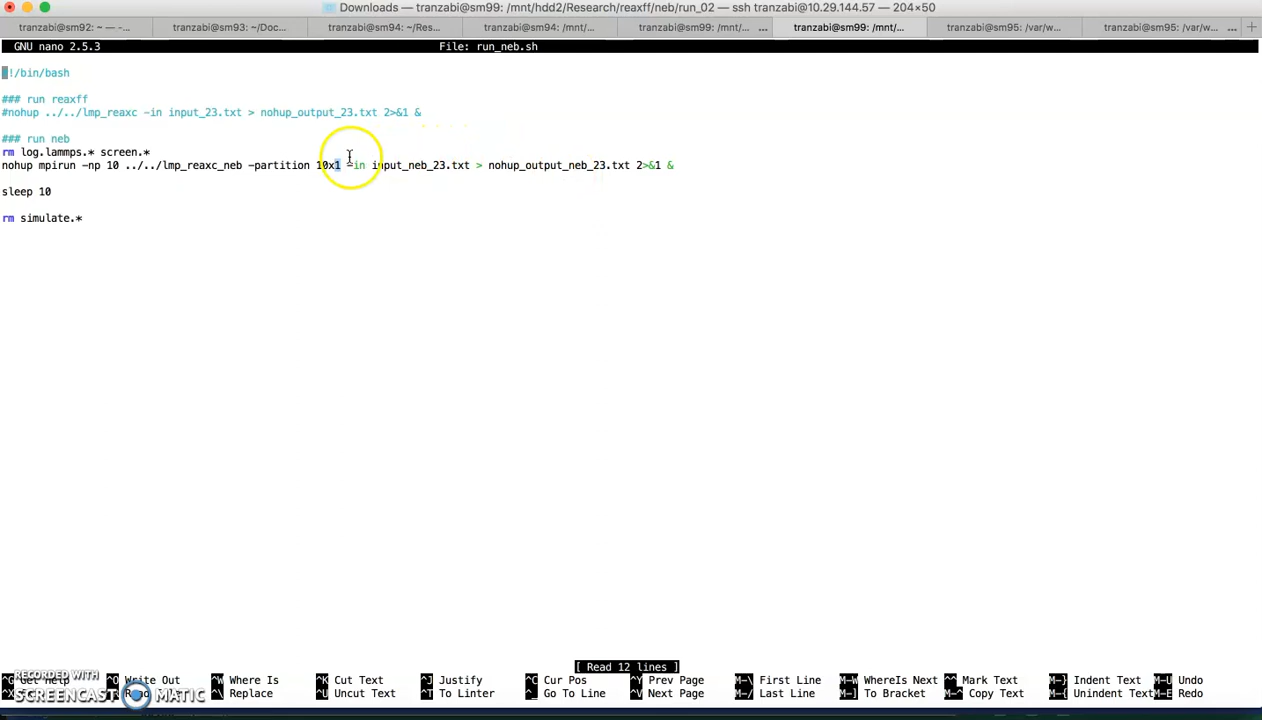 Downloads — tranzabi@sm99: /mnt/hdd2/Research/reaxff/neb/run_02 — ssh tranzabi@10.29.144.57 — 204×50
tranzabi@sm92: ~ — -... tranzabi@sm93: ~/Doc... tranzabi@sm94: ~/Res... tranzabi@sm94: /mnt/... tranzabi@sm99: /mnt/... ... tranzabi@sm99: /mnt/... tranzabi@sm95: /var/w... tranzabi@sm95: /var/w... ... +
GNU nano 2.5.3 File: run_neb.sh
#!/bin/bash
### run reaxff
#nohup ../../lmp_reaxc -in input_23.txt > nohup_output_23.txt 2>&1 &
### run neb
rm log.lammps.* screen.*
nohup mpirun -np 10 ../../lmp_reaxc_neb -partition 10x1 -in input_neb_23.txt > nohup_output_neb_23.txt 2>&1 &
sleep 10
rm simulate.*
[ Read 12 lines ]
^G Get Help ^O Write Out ^W Where Is ^K Cut Text ^J Justify ^C Cur Pos ^Y Prev Page M-\ First Line M-W WhereIs Next ^^ Mark Text M-} Indent Text M-U Undo
^\ Replace ^U Uncut Text ^T To Linter ^_ Go To Line ^V Next Page M-/ Last Line M-] To Bracket M-^ Copy Text M-{ Unindent Text M-E Redo
RECORDED WITH
SCREENCAST MATIC